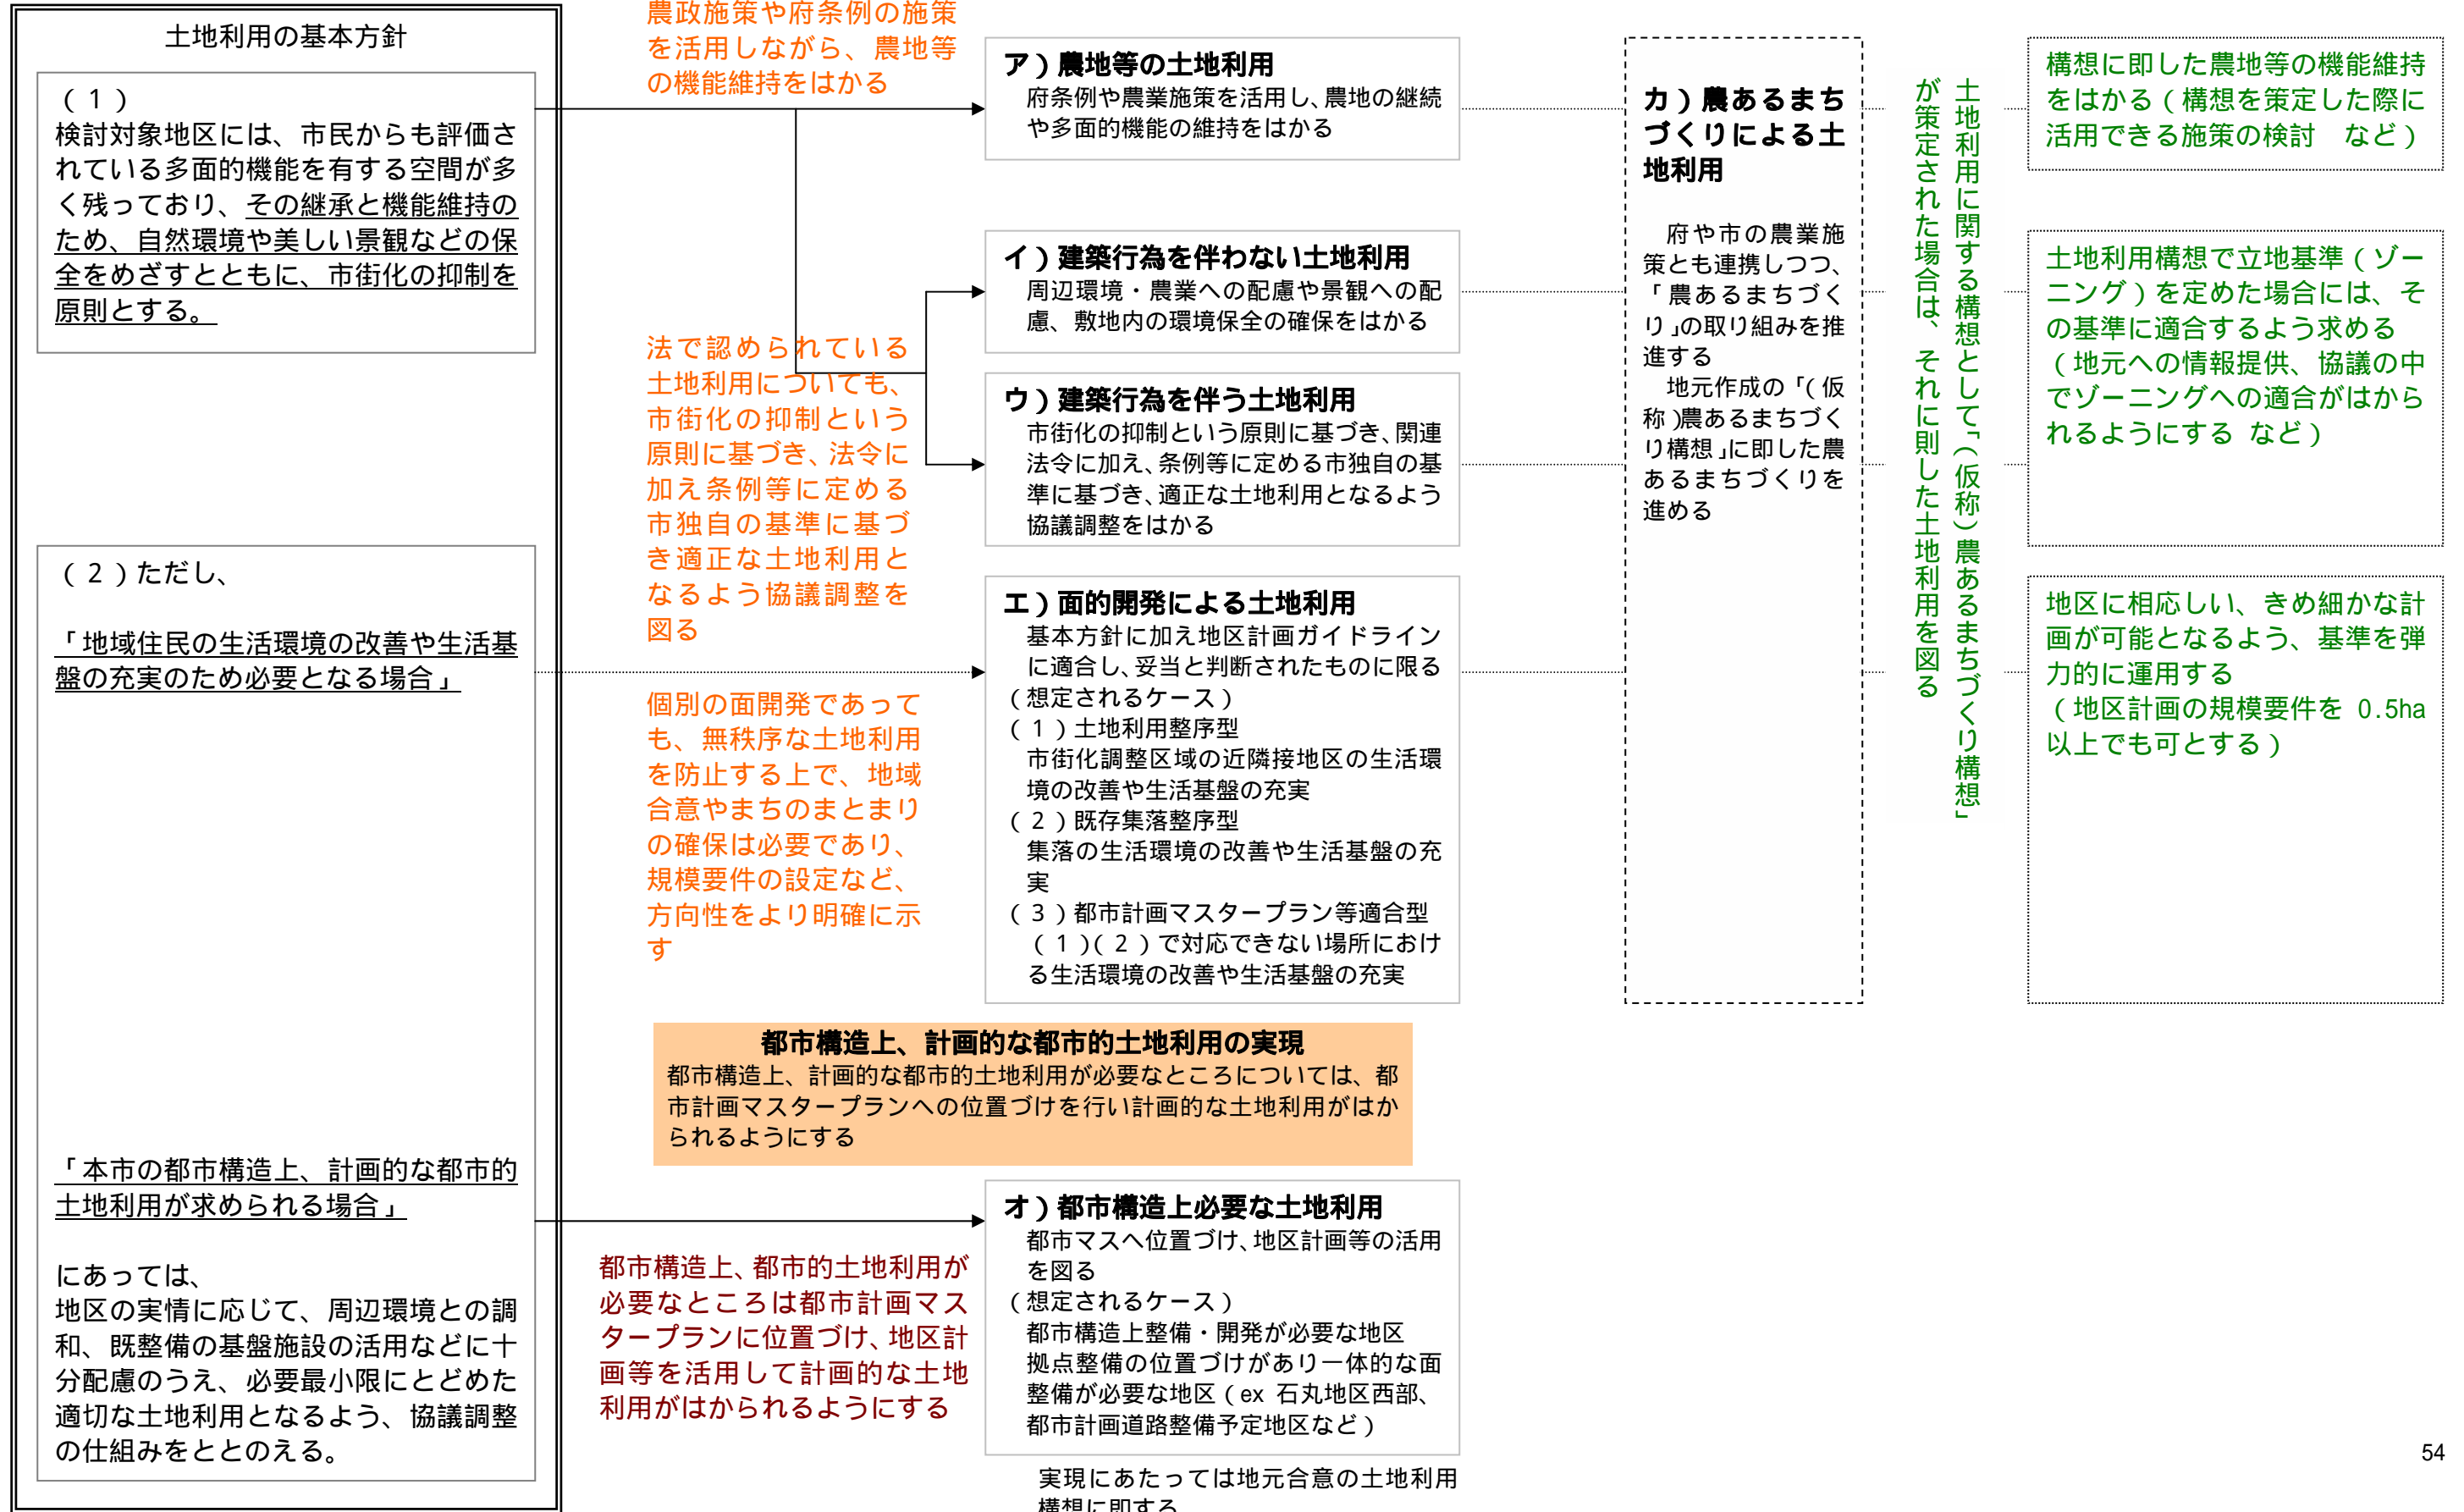 土地利用の基本方針
(1)
検討対象地区には、市民からも評価さ
れている多面的機能を有する空間が多
く残っており、その継承と機能維持の
ため、自然環境や美しい景観などの保
全をめざすとともに、市街化の抑制を
原則とする。
(2)ただし、
「地域住民の生活環境の改善や生活基
盤の充実のため必要となる場合」
「本市の都市構造上、計画的な都市的
土地利用が求められる場合」
にあっては、
地区の実情に応じて、周辺環境との調
和、既整備の基盤施設の活用などに十
分配慮のうえ、必要最小限にとどめた
適切な土地利用となるよう、協議調整
の仕組みをととのえる。
農政施策や府条例の施策
を活用しながら、農地等
の機能維持をはかる
法で認められている
土地利用についても、
市街化の抑制という
原則に基づき、法令に
加え条例等に定める
市独自の基準に基づ
き適正な土地利用と
なるよう協議調整を
図る
個別の面開発であって
も、無秩序な土地利用
を防止する上で、地域
合意やまちのまとまり
の確保は必要であり、
規模要件の設定など、
方向性をより明確に示
す
都市構造上、計画的な都市的土地利用の実現
都市構造上、計画的な都市的土地利用が必要なところについては、都
市計画マスタープランへの位置づけを行い計画的な土地利用がはか
られるようにする
都市構造上、都市的土地利用が
必要なところは都市計画マス
タープランに位置づけ、地区計
画等を活用して計画的な土地
利用がはかられるようにする
ア)農地等の土地利用
府条例や農業施策を活用し、農地の継続
や多面的機能の維持をはかる
イ)建築行為を伴わない土地利用
周辺環境・農業への配慮や景観への配
慮、敷地内の環境保全の確保をはかる
ウ)建築行為を伴う土地利用
市街化の抑制という原則に基づき、関連
法令に加え、条例等に定める市独自の基
準に基づき、適正な土地利用となるよう
協議調整をはかる
エ)面的開発による土地利用
基本方針に加え地区計画ガイドライン
に適合し、妥当と判断されたものに限る
(想定されるケース)
(1)土地利用整序型
市街化調整区域の近隣接地区の生活環
境の改善や生活基盤の充実
(2)既存集落整序型
集落の生活環境の改善や生活基盤の充
実
(3)都市計画マスタープラン等適合型
(1)(2)で対応できない場所におけ
る生活環境の改善や生活基盤の充実
オ)都市構造上必要な土地利用
都市マスへ位置づけ、地区計画等の活用
を図る
(想定されるケース)
都市構造上整備・開発が必要な地区
拠点整備の位置づけがあり一体的な面
整備が必要な地区(ex 石丸地区西部、
都市計画道路整備予定地区など)
実現にあたっては地元合意の土地利用
構想に即する
カ)農あるまち
づくりによる土
地利用
府や市の農業施
策とも連携しつつ、
「農あるまちづく
り」の取り組みを推
進する
地元作成の「(仮
称)農あるまちづく
り構想」に即した農
あるまちづくりを
進める
土地利用に関する構想として「(仮称)農あるまちづくり構想」
が策定された場合は、それに則した土地利用を図る
構想に即した農地等の機能維持
をはかる(構想を策定した際に
活用できる施策の検討 など)
土地利用構想で立地基準(ゾー
ニング)を定めた場合には、そ
の基準に適合するよう求める
(地元への情報提供、協議の中
でゾーニングへの適合がはから
れるようにする など)
地区に相応しい、きめ細かな計
画が可能となるよう、基準を弾
力的に運用する
(地区計画の規模要件を 0.5ha
以上でも可とする)
54